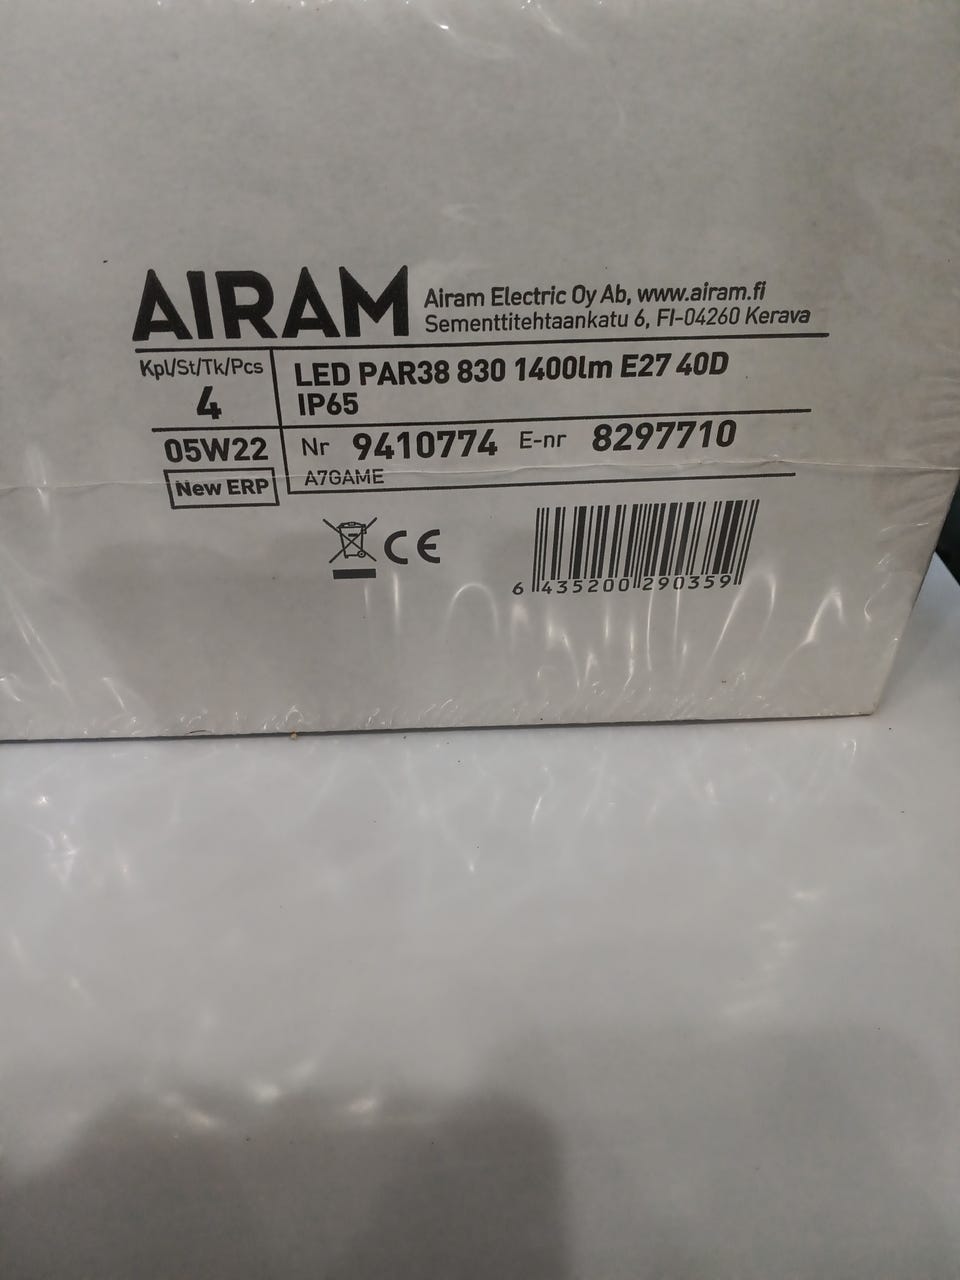 AIRAM
Airam Electric Oy Ab, www.airam.fi
Sementtitehtaankatu 6, FI-04260 Kerava
Kpl/St/Tk/Pcs
4
LED PAR38 830 1400lm E27 40D
IP65
05W22
Nr 9410774 E-nr 8297710
New ERP
A7GAME
CE
6 435200 290359